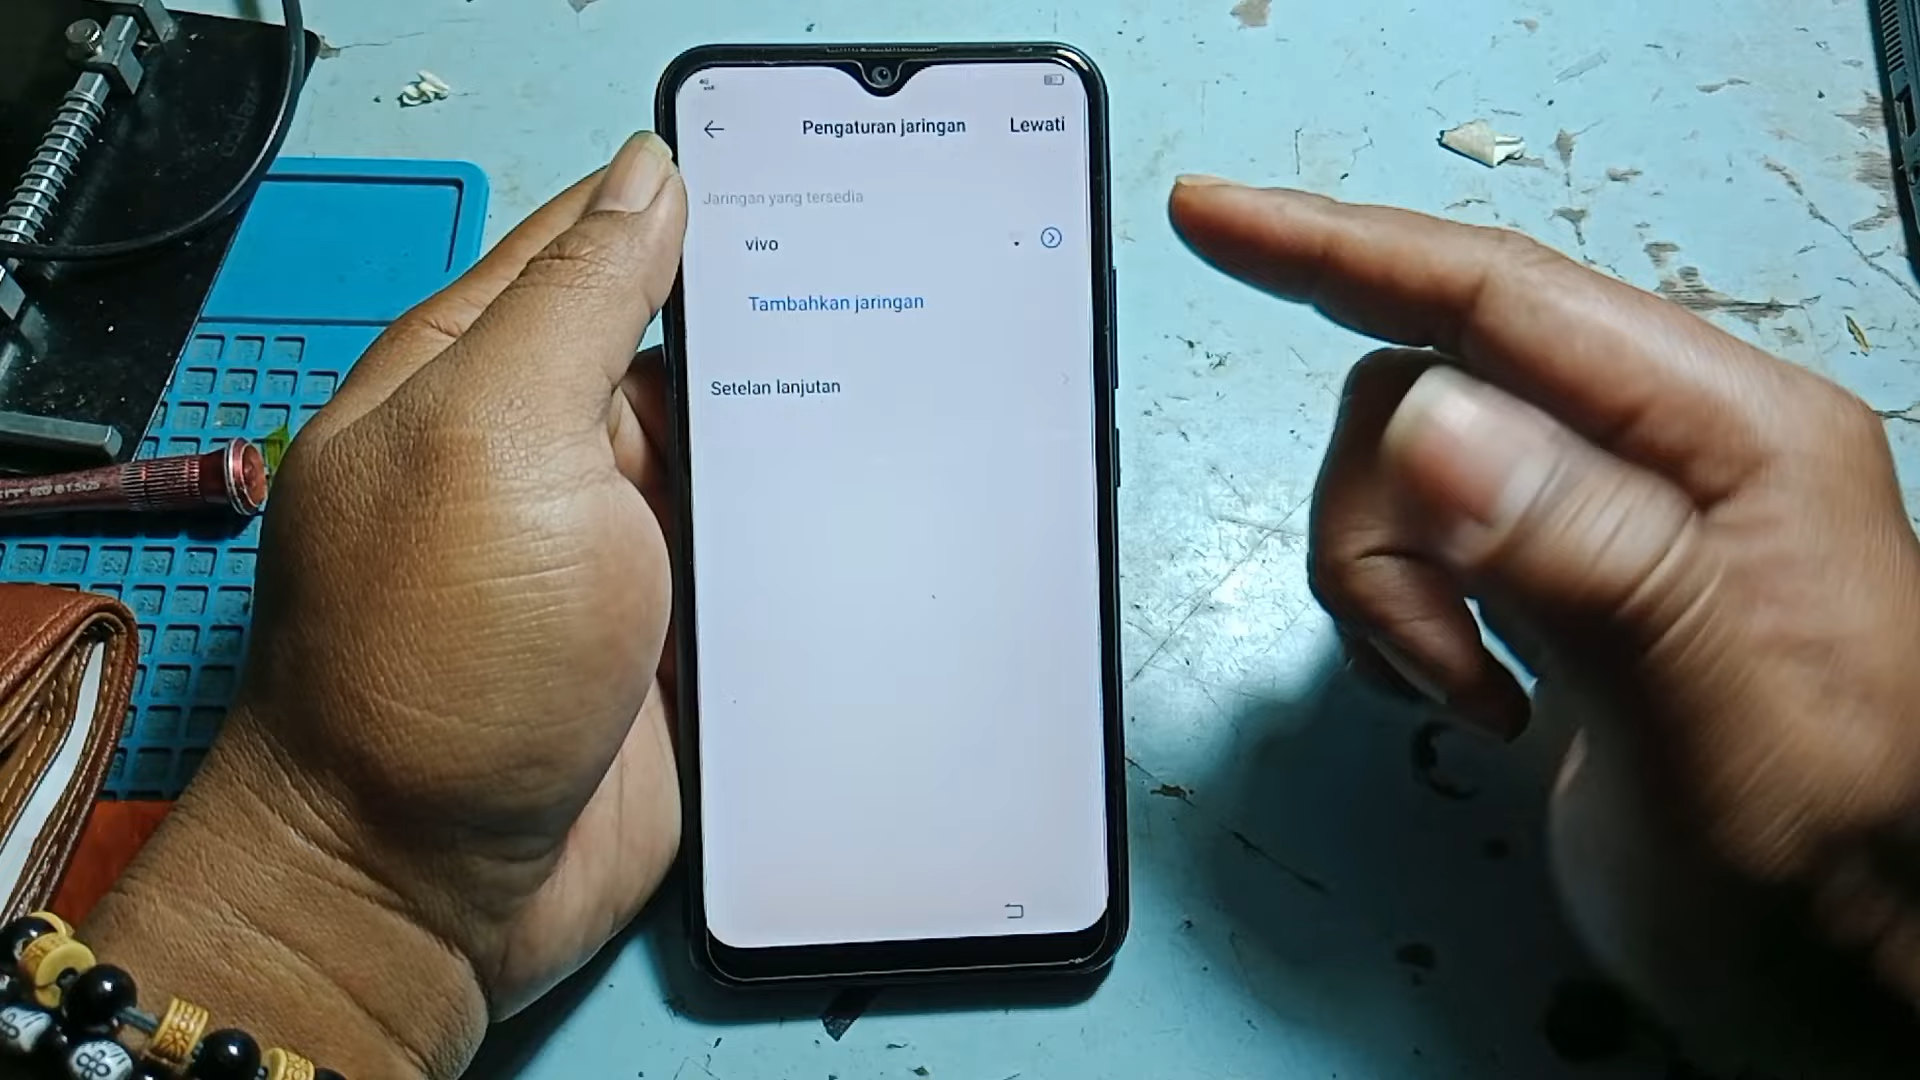 Pengaturan jaringan
Lewati
Jaringan yang tersedia
vivo
Tambahkan jaringan
Setelan lanjutan